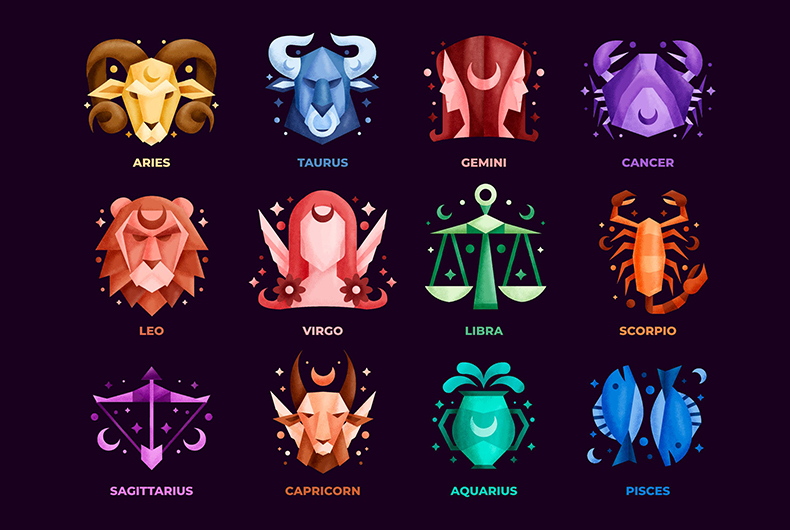 ARIES
TAURUS
GEMINI
CANCER
LEO
VIRGO
LIBRA
SCORPIO
SAGITTARIUS
CAPRICORN
AQUARIUS
PISCES